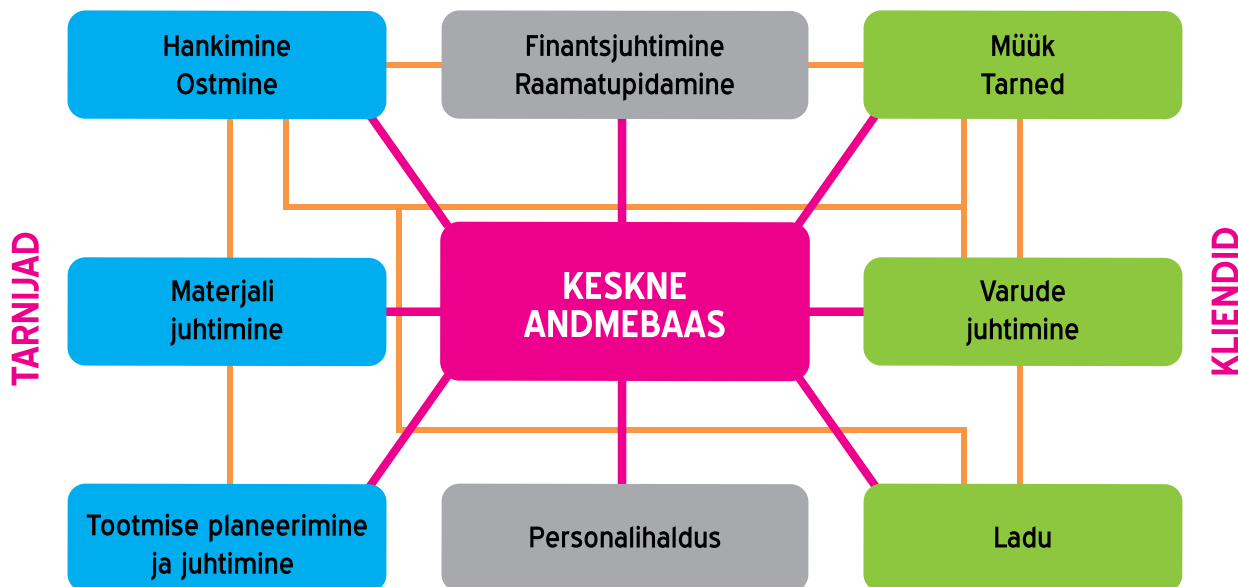 Hankimine
Ostmine
Finantsjuhtimine
Raamatupidamine
Müük
Tarned
TARNIJAD
Materjali
juhtimine
KESKNE
ANDMEBAAS
Varude
juhtimine
KLIENDID
Tootmise planeerimine
ja juhtimine
Personalihaldus
Ladu